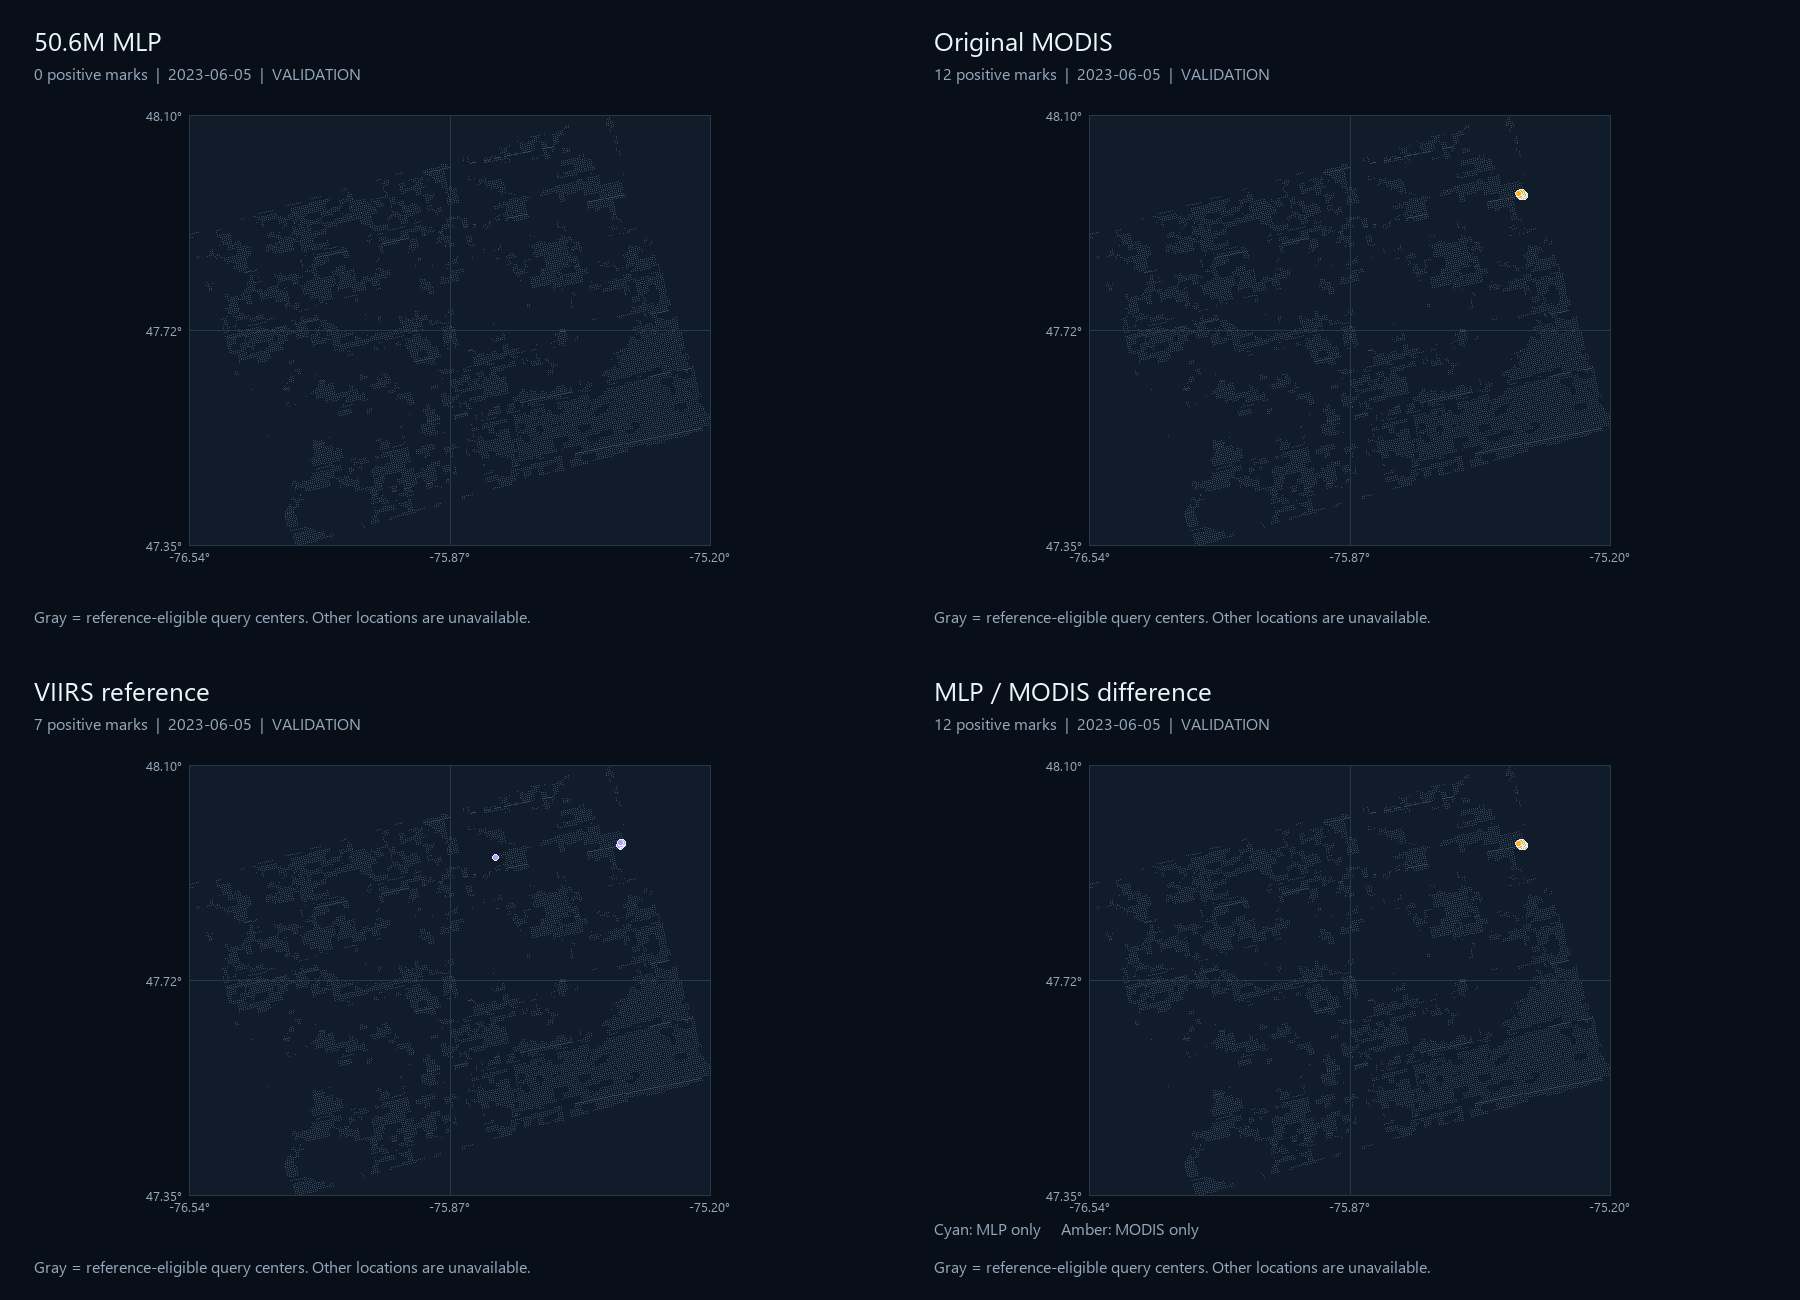 50.6M MLP
0 positive marks | 2023-06-05 | VALIDATION
48.10°
47.72°
47.35°
-76.54°
-75.87°
-75.20°
Gray = reference-eligible query centers. Other locations are unavailable.
Original MODIS
12 positive marks | 2023-06-05 | VALIDATION
48.10°
47.72°
47.35°
-76.54°
-75.87°
-75.20°
Gray = reference-eligible query centers. Other locations are unavailable.
VIIRS reference
7 positive marks | 2023-06-05 | VALIDATION
48.10°
47.72°
47.35°
-76.54°
-75.87°
-75.20°
Gray = reference-eligible query centers. Other locations are unavailable.
MLP / MODIS difference
12 positive marks | 2023-06-05 | VALIDATION
48.10°
47.72°
47.35°
-76.54°
-75.87°
-75.20°
Cyan: MLP only Amber: MODIS only
Gray = reference-eligible query centers. Other locations are unavailable.